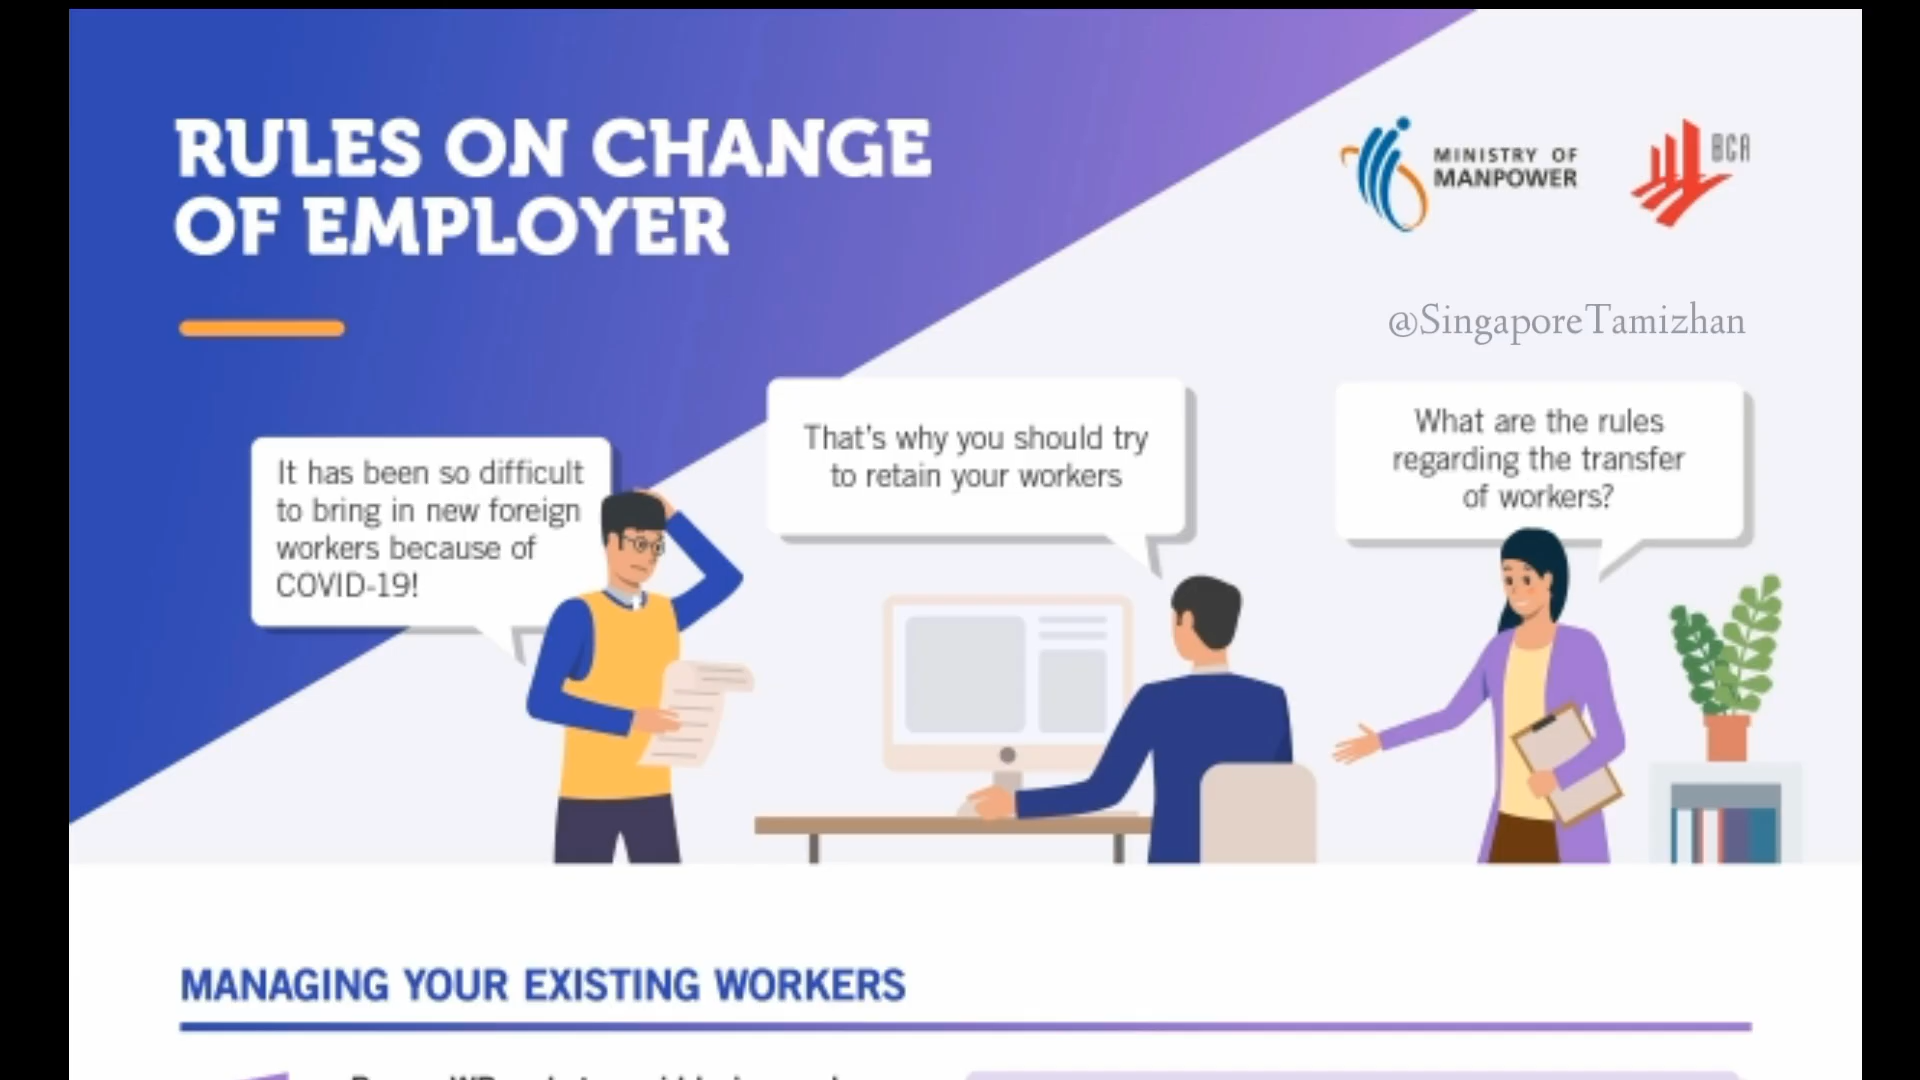 RULES ON CHANGE
OF EMPLOYER
MINISTRY OF
MANPOWER
BCA
@SingaporeTamizhan
It has been so difficult
to bring in new foreign
workers because of
COVID-19!
That's why you should try
to retain your workers
What are the rules
regarding the transfer
of workers?
MANAGING YOUR EXISTING WORKERS